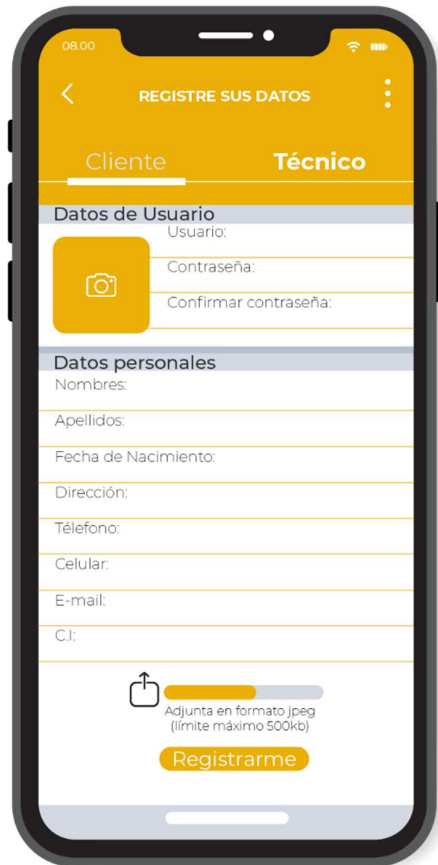 08.00
REGISTRE SUS DATOS
Cliente Técnico
Datos de Usuario
Usuario:
Contraseña:
Confirmar contraseña:
Datos personales
Nombres:
Apellidos:
Fecha de Nacimiento:
Dirección:
Télefono:
Celular:
E-mail:
C.I:
Adjunta en formato jpeg
(límite máximo 500kb)
Registrarme